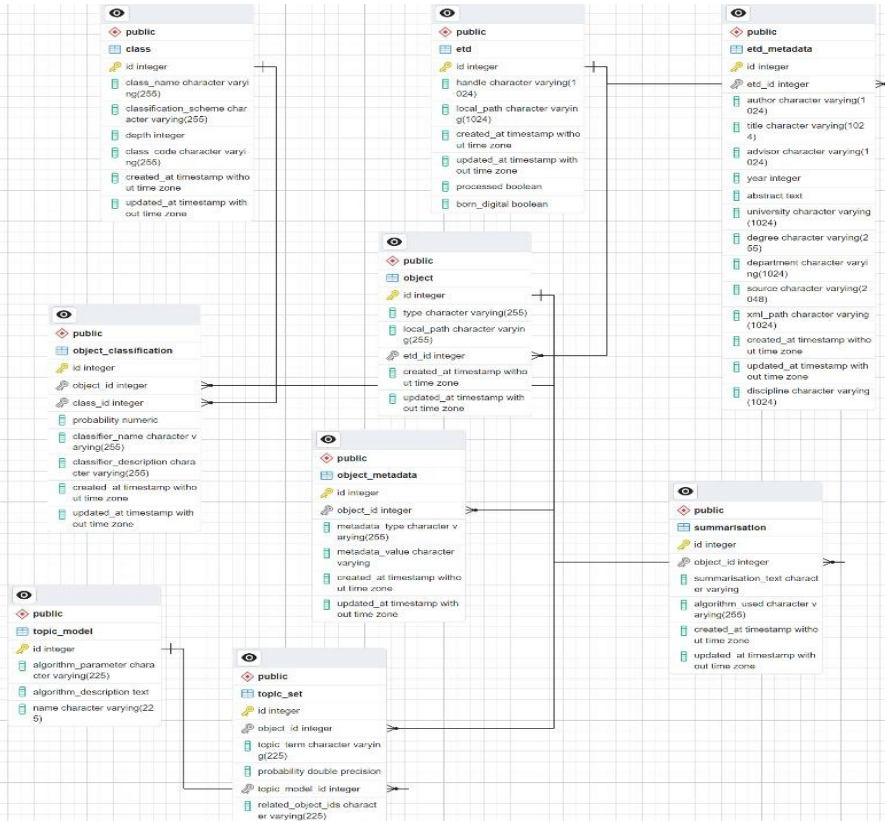 public
class
id integer
class_name character varyi
ng(255)
classification_scheme char
acter varying(255)
depth integer
class_code character varyi
ng(255)
created_at timestamp witho
ut time zone
updated_at timestamp with
out time zone
public
etd
id integer
handle character varying(1
024)
local_path character varyin
g(1024)
created_at timestamp witho
ut time zone
updated_at timestamp with
out time zone
processed boolean
born_digital boolean
public
etd_metadata
id integer
etd_id integer
author character varying(1
024)
title character varying(102
4)
advisor character varying(1
024)
year integer
abstract text
university character varying
(1024)
degree character varying(2
55)
department character varyi
ng(1024)
source character varying(2
048)
xml_path character varying
(1024)
created_at timestamp witho
ut time zone
updated_at timestamp with
out time zone
discipline character varying
(1024)
public
object
id integer
type character varying(255)
local_path character varyin
g(255)
etd_id integer
created_at timestamp witho
ut time zone
updated_at timestamp with
out time zone
public
object_classification
id integer
object_id integer
class_id integer
probability numeric
classifier_name character v
arying(255)
classifier_description chara
cter varying(255)
created_at timestamp witho
ut time zone
updated_at timestamp with
out time zone
public
object_metadata
id integer
object_id integer
metadata_type character v
arying(255)
metadata_value character
varying
created_at timestamp witho
ut time zone
updated_at timestamp with
out time zone
public
summarisation
id integer
object_id integer
summarisation_text charact
er varying
algorithm_used character v
arying(255)
created_at timestamp witho
ut time zone
updated_at timestamp with
out time zone
public
topic_model
id integer
algorithm_parameter chara
cter varying(225)
algorithm_description text
name character varying(22
5)
public
topic_set
id integer
object_id integer
topic_term character varyin
g(225)
probability double precision
topic_model_id integer
related_object_ids charact
er varying(225)